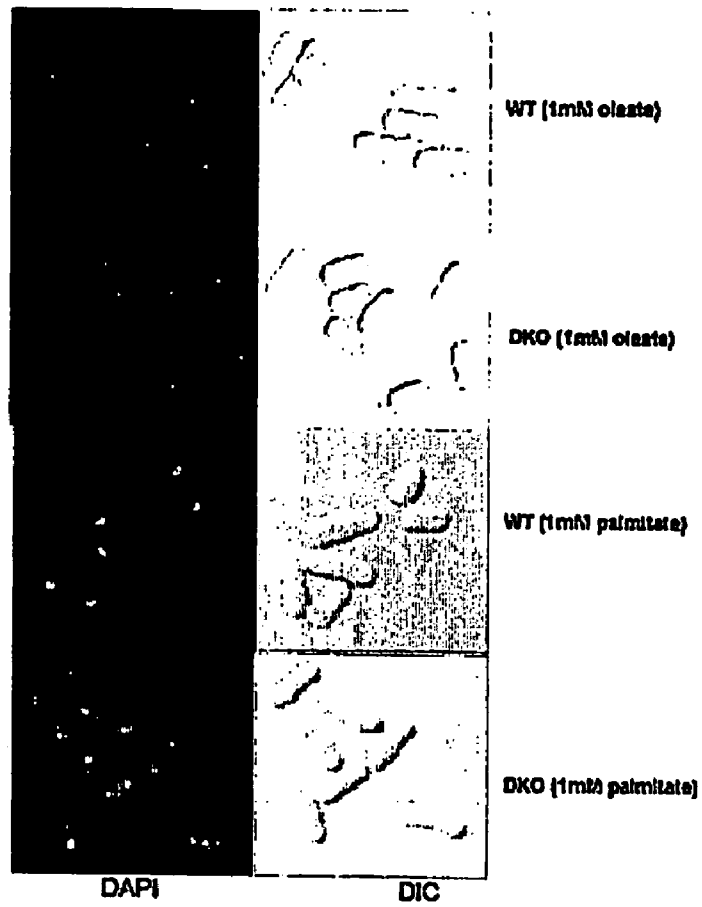 WT (1mM oleate)
DKO (1mM oleate)
WT (1mM palmitate)
DKO (1mM palmitate)
DAPI DIC